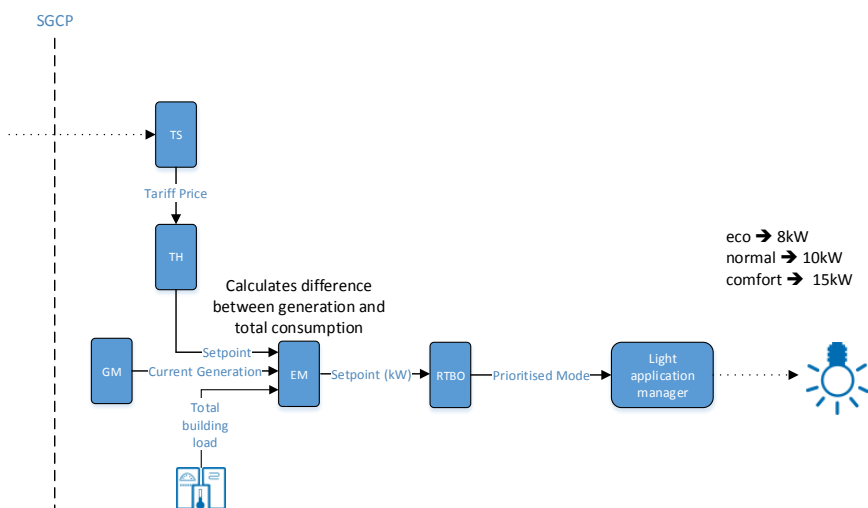 SGCP
TS
Tariff Price
TH
eco ➔ 8kW
normal ➔ 10kW
comfort ➔ 15kW
Calculates difference
between generation and
total consumption
Setpoint
GM
Current Generation
EM
Setpoint (kW)
RTBO
Prioritised Mode
Light
application
manager
Total
building
load